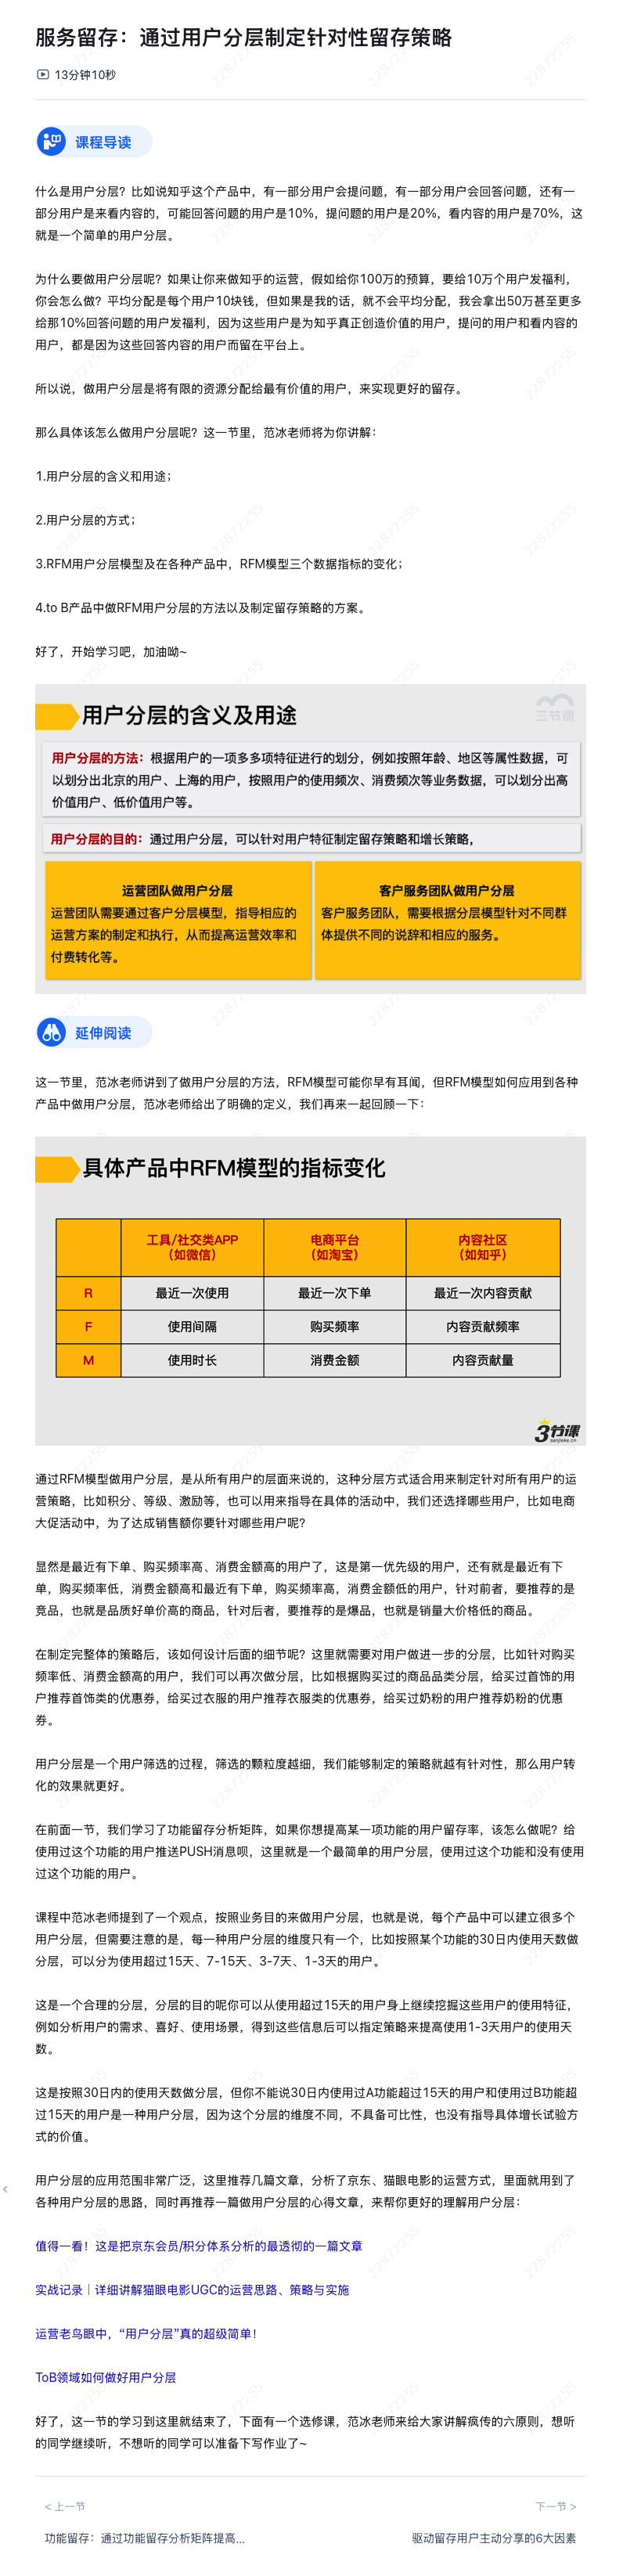 服务留存：通过用户分层制定针对性留存策略
13分钟10秒
课程导读
什么是用户分层？比如说知乎这个产品中，有一部分用户会提问题，有一部分用户会回答问题，还有一
部分用户是来看内容的，可能回答问题的用户是10%，提问题的用户是20%，看内容的用户是70%，这
就是一个简单的用户分层。
为什么要做用户分层呢？如果让你来做知乎的运营，假如给你100万的预算，要给10万个用户发福利，
你会怎么做？平均分配是每个用户10块钱，但如果是我的话，就不会平均分配，我会拿出50万甚至更多
给那10%回答问题的用户发福利，因为这些用户是为知乎真正创造价值的用户，提问的用户和看内容的
用户，都是因为这些回答内容的用户而留在平台上。
所以说，做用户分层是将有限的资源分配给最有价值的用户，来实现更好的留存。
那么具体该怎么做用户分层呢？这一节里，范冰老师将为你讲解：
1.用户分层的含义和用途；
2.用户分层的方式；
3.RFM用户分层模型及在各种产品中，RFM模型三个数据指标的变化；
4.to B产品中做RFM用户分层的方法以及制定留存策略的方案。
好了，开始学习吧，加油呦~
用户分层的含义及用途
三节课
用户分层的方法：根据用户的一项多多项特征进行的划分，例如按照年龄、地区等属性数据，可
以划分出北京的用户、上海的用户，按照用户的使用频次、消费频次等业务数据，可以划分出高
价值用户、低价值用户等。
用户分层的目的：通过用户分层，可以针对用户特征制定留存策略和增长策略，
运营团队做用户分层
运营团队需要通过客户分层模型，指导相应的
运营方案的制定和执行，从而提高运营效率和
付费转化等。
客户服务团队做用户分层
客户服务团队，需要根据分层模型针对不同群
体提供不同的说辞和相应的服务。
延伸阅读
这一节里，范冰老师讲到了做用户分层的方法，RFM模型可能你早有耳闻，但RFM模型如何应用到各种
产品中做用户分层，范冰老师给出了明确的定义，我们再来一起回顾一下：
具体产品中RFM模型的指标变化
工具/社交类APP
（如微信）
电商平台
（如淘宝）
内容社区
（如知乎）
R 最近一次使用 最近一次下单 最近一次内容贡献
F 使用间隔 购买频率 内容贡献频率
M 使用时长 消费金额 内容贡献量
3节课
sanjieke.cn
通过RFM模型做用户分层，是从所有用户的层面来说的，这种分层方式适合用来制定针对所有用户的运
营策略，比如积分、等级、激励等，也可以用来指导在具体的活动中，我们还选择哪些用户，比如电商
大促活动中，为了达成销售额你要针对哪些用户呢？
显然是最近有下单、购买频率高、消费金额高的用户了，这是第一优先级的用户，还有就是最近有下
单，购买频率低，消费金额高和最近有下单，购买频率高，消费金额低的用户，针对前者，要推荐的是
竞品，也就是品质好单价高的商品，针对后者，要推荐的是爆品，也就是销量大价格低的商品。
在制定完整体的策略后，该如何设计后面的细节呢？这里就需要对用户做进一步的分层，比如针对购买
频率低、消费金额高的用户，我们可以再次做分层，比如根据购买过的商品品类分层，给买过首饰的用
户推荐首饰类的优惠券，给买过衣服的用户推荐衣服类的优惠券，给买过奶粉的用户推荐奶粉的优惠
券。
用户分层是一个用户筛选的过程，筛选的颗粒度越细，我们能够制定的策略就越有针对性，那么用户转
化的效果就更好。
在前面一节，我们学习了功能留存分析矩阵，如果你想提高某一项功能的用户留存率，该怎么做呢？给
使用过这个功能的用户推送PUSH消息呗，这里就是一个最简单的用户分层，使用过这个功能和没有使用
过这个功能的用户。
课程中范冰老师提到了一个观点，按照业务目的来做用户分层，也就是说，每个产品中可以建立很多个
用户分层，但需要注意的是，每一种用户分层的维度只有一个，比如按照某个功能的30日内使用天数做
分层，可以分为使用超过15天、7-15天、3-7天、1-3天的用户。
这是一个合理的分层，分层的目的呢你可以从使用超过15天的用户身上继续挖掘这些用户的使用特征，
例如分析用户的需求、喜好、使用场景，得到这些信息后可以指定策略来提高使用1-3天用户的使用天
数。
这是按照30日内的使用天数做分层，但你不能说30日内使用过A功能超过15天的用户和使用过B功能超
过15天的用户是一种用户分层，因为这个分层的维度不同，不具备可比性，也没有指导具体增长试验方
式的价值。
用户分层的应用范围非常广泛，这里推荐几篇文章，分析了京东、猫眼电影的运营方式，里面就用到了
各种用户分层的思路，同时再推荐一篇做用户分层的心得文章，来帮你更好的理解用户分层：
值得一看！这是把京东会员/积分体系分析的最透彻的一篇文章
实战记录｜详细讲解猫眼电影UGC的运营思路、策略与实施
运营老鸟眼中，“用户分层”真的超级简单！
ToB领域如何做好用户分层
好了，这一节的学习到这里就结束了，下面有一个选修课，范冰老师来给大家讲解疯传的六原则，想听
的同学继续听，不想听的同学可以准备下写作业了~
< 上一节
下一节 >
功能留存：通过功能留存分析矩阵提高...
驱动留存用户主动分享的6大因素
22872255